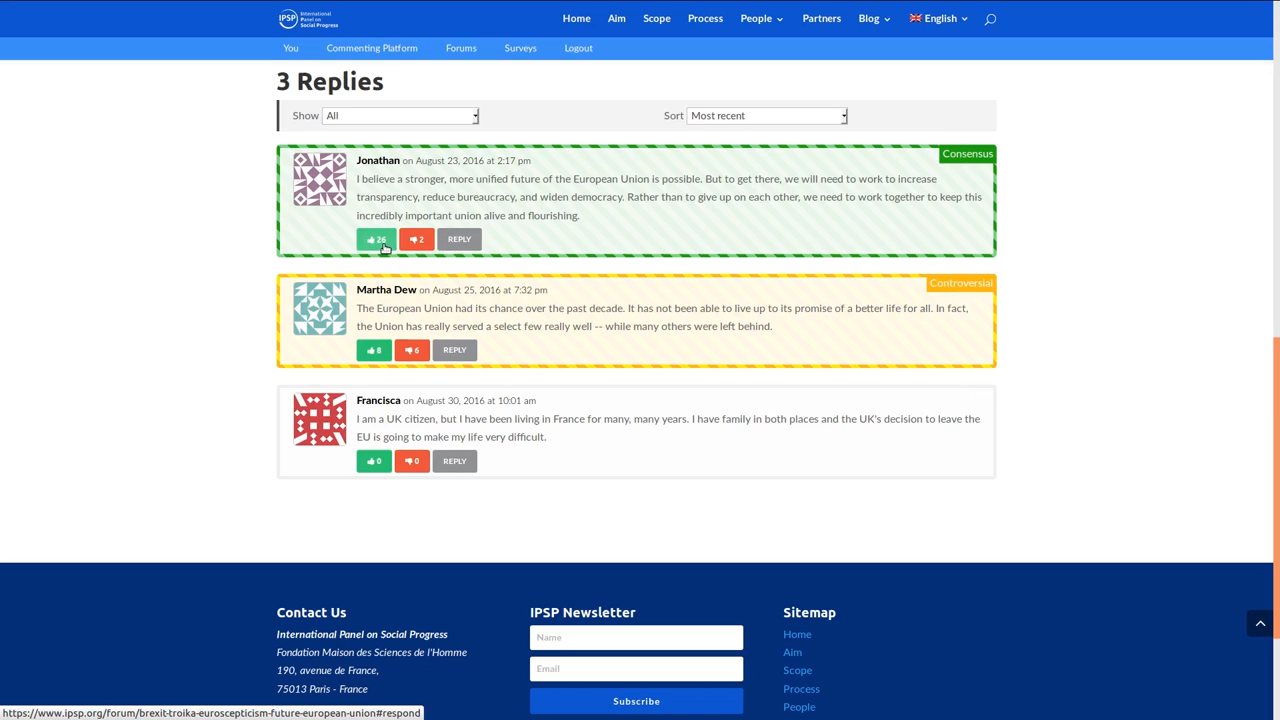 IPSP International Panel on Social Progress
Home Aim Scope Process People Partners Blog English
You Commenting Platform Forums Surveys Logout
3 Replies
Show All Sort Most recent
Consensus
Jonathan on August 23, 2016 at 2:17 pm
I believe a stronger, more unified future of the European Union is possible. But to get there, we will need to work to increase
transparency, reduce bureaucracy, and widen democracy. Rather than to give up on each other, we need to work together to keep this
incredibly important union alive and flourishing.
26 2 REPLY
Controversial
Martha Dew on August 25, 2016 at 7:32 pm
The European Union had its chance over the past decade. It has not been able to live up to its promise of a better life for all. In fact,
the Union has really served a select few really well -- while many others were left behind.
8 6 REPLY
Francisca on August 30, 2016 at 10:01 am
I am a UK citizen, but I have been living in France for many, many years. I have family in both places and the UK's decision to leave the
EU is going to make my life very difficult.
0 0 REPLY
Contact Us
International Panel on Social Progress
Fondation Maison des Sciences de l'Homme
190, avenue de France,
75013 Paris - France
IPSP Newsletter
Name
Email
Subscribe
Sitemap
Home
Aim
Scope
Process
People
https://www.ipsp.org/forum/brexit-troika-euroscepticism-future-european-union#respond